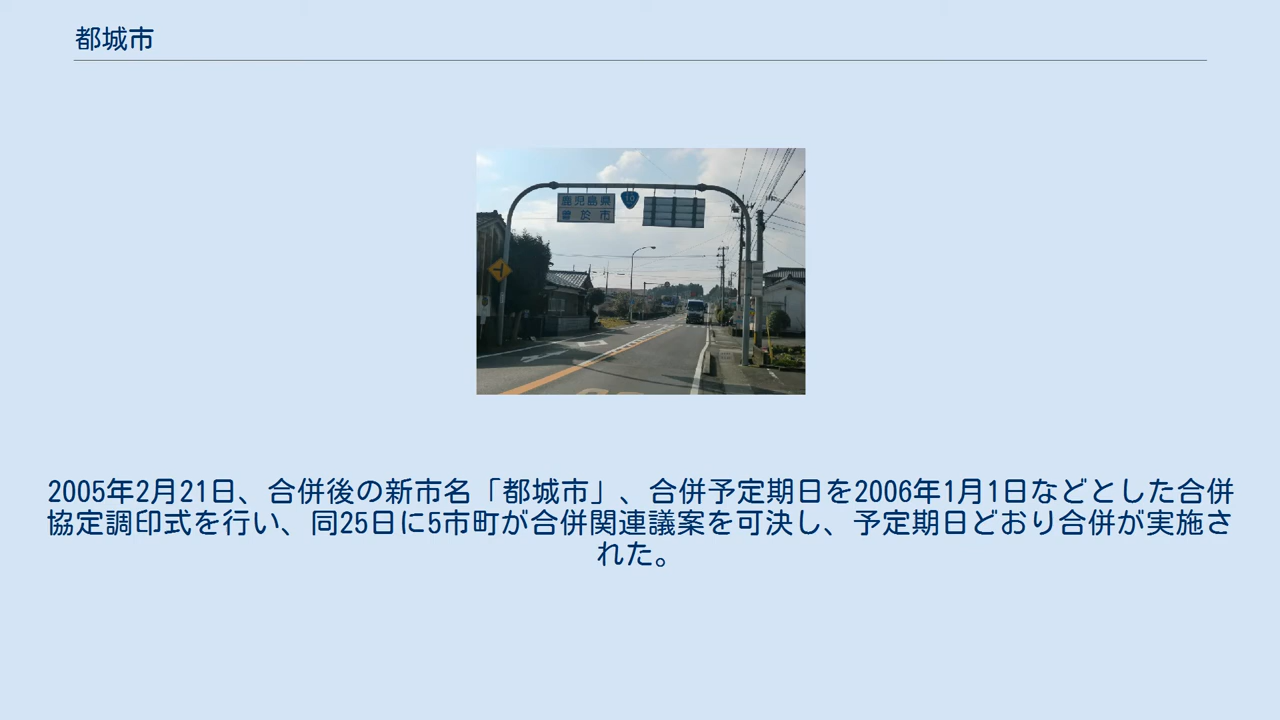 都城市
鹿児島県
曽於市
10
2005年2月21日、合併後の新市名「都城市」、合併予定期日を2006年1月1日などとした合併
協定調印式を行い、同25日に5市町が合併関連議案を可決し、予定期日どおり合併が実施さ
れた。